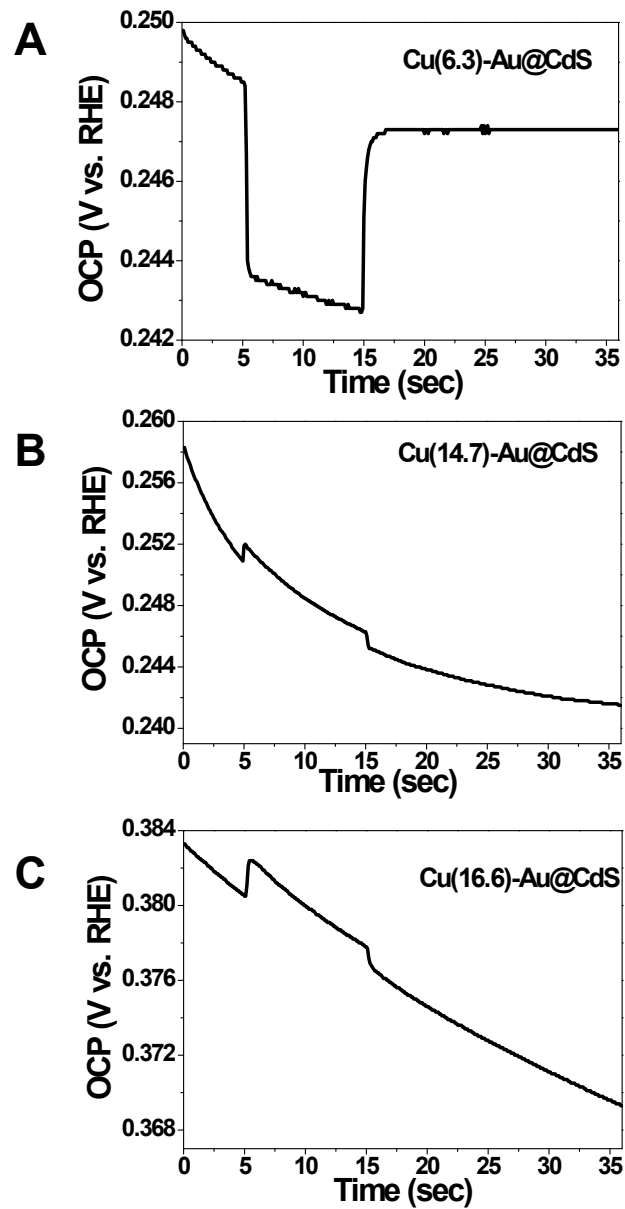 A
Cu(6.3)-Au@CdS
OCP (V vs. RHE)
0.250
0.248
0.246
0.244
0.242
0 5 10 15 20 25 30 35
Time (sec)
B
Cu(14.7)-Au@CdS
OCP (V vs. RHE)
0.260
0.256
0.252
0.248
0.244
0.240
0 5 10 15 20 25 30 35
Time (sec)
C
Cu(16.6)-Au@CdS
OCP (V vs. RHE)
0.384
0.380
0.376
0.372
0.368
0 5 10 15 20 25 30 35
Time (sec)